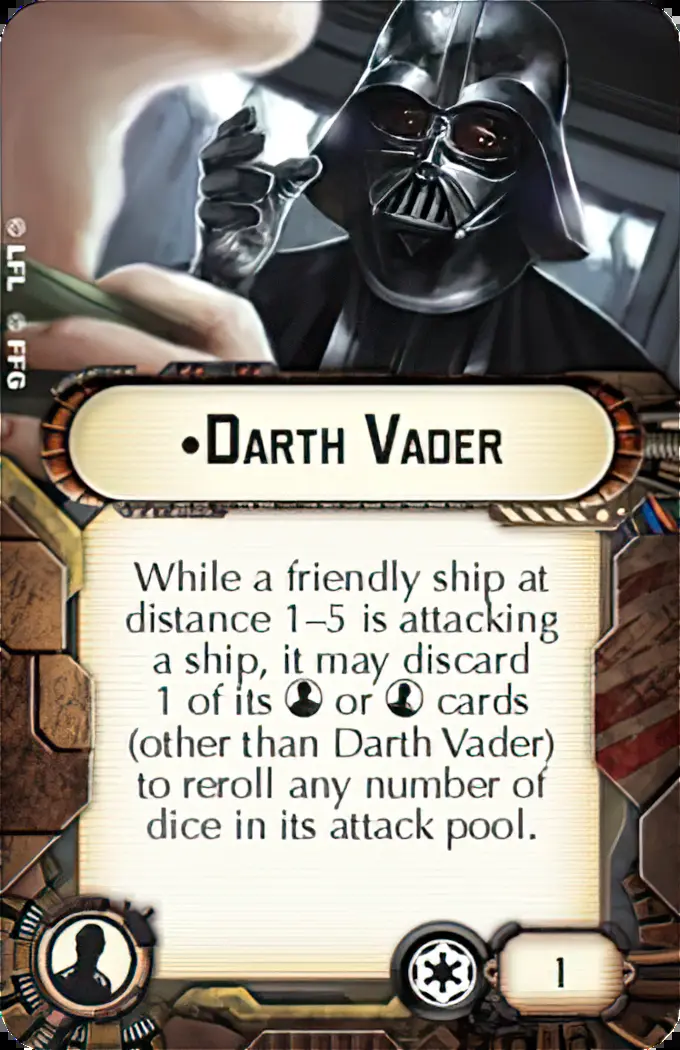 LFL
FFG
•Darth Vader
While a friendly ship at
distance 1–5 is attacking
a ship, it may discard
1 of its or cards
(other than Darth Vader)
to reroll any number of
dice in its attack pool.
1